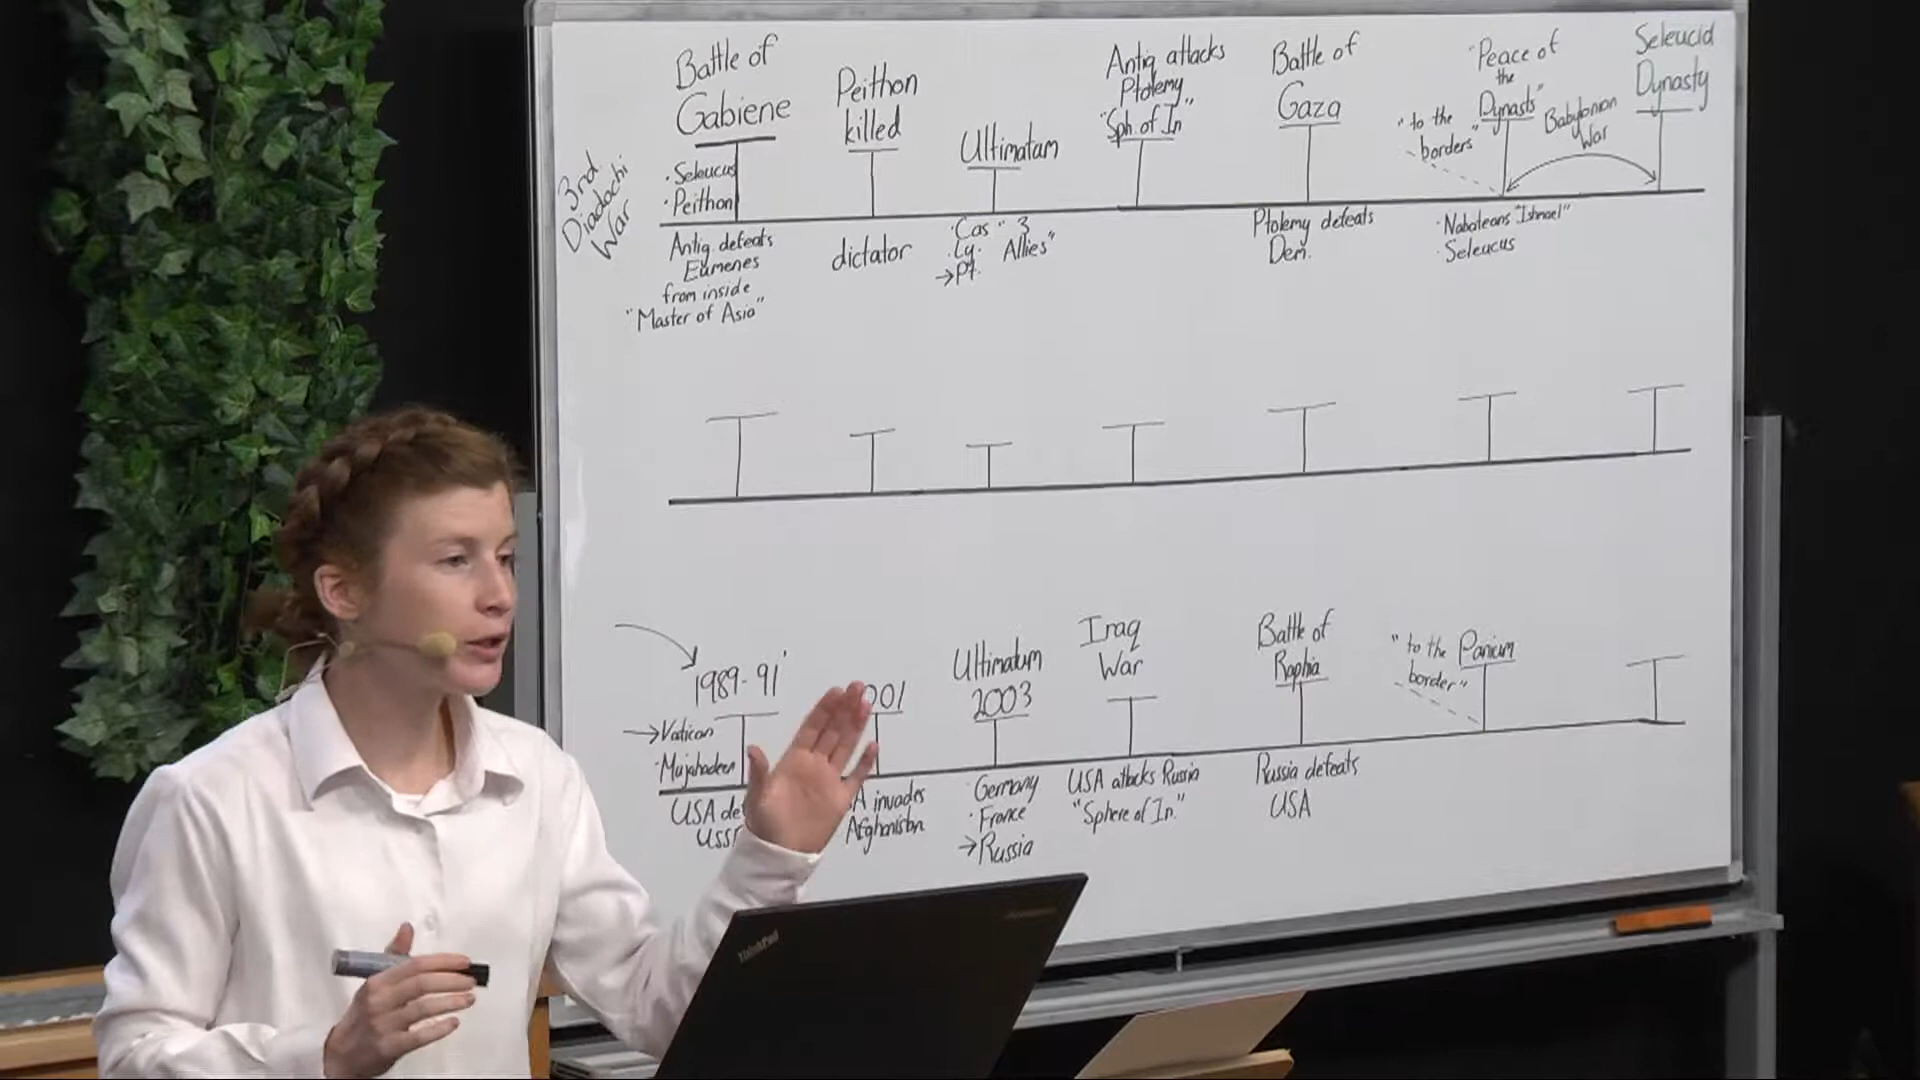 3rd
Diadachi
War
Battle of
Gabiene
· Seleucus
· Peithon
Antig defeats
Eumenes
from inside
"Master of Asia"
Peithon
killed
dictator
Ultimatum
· Cas " 3
· Ly. Allies"
→ Pt.
Antig attacks
Ptolemy
"Sph. of In"
Battle of
Gaza
Ptolemy defeats
Dem.
"to the
borders"
"Peace of
the
Dynasts"
· Nabateans "Ishmael"
· Seleucus
Babylonian
War
Seleucid
Dynasty
1989-91
→ Vatican
· Mujahadeen
USA de
USS
001
A invades
Afghanistan
Ultimatum
2003
· Germany
· France
→ Russia
Iraq
War
USA attacks Russia
"Sphere of In."
Battle of
Raphia
Russia defeats
USA
"to the
border"
Panium
ThinkPad